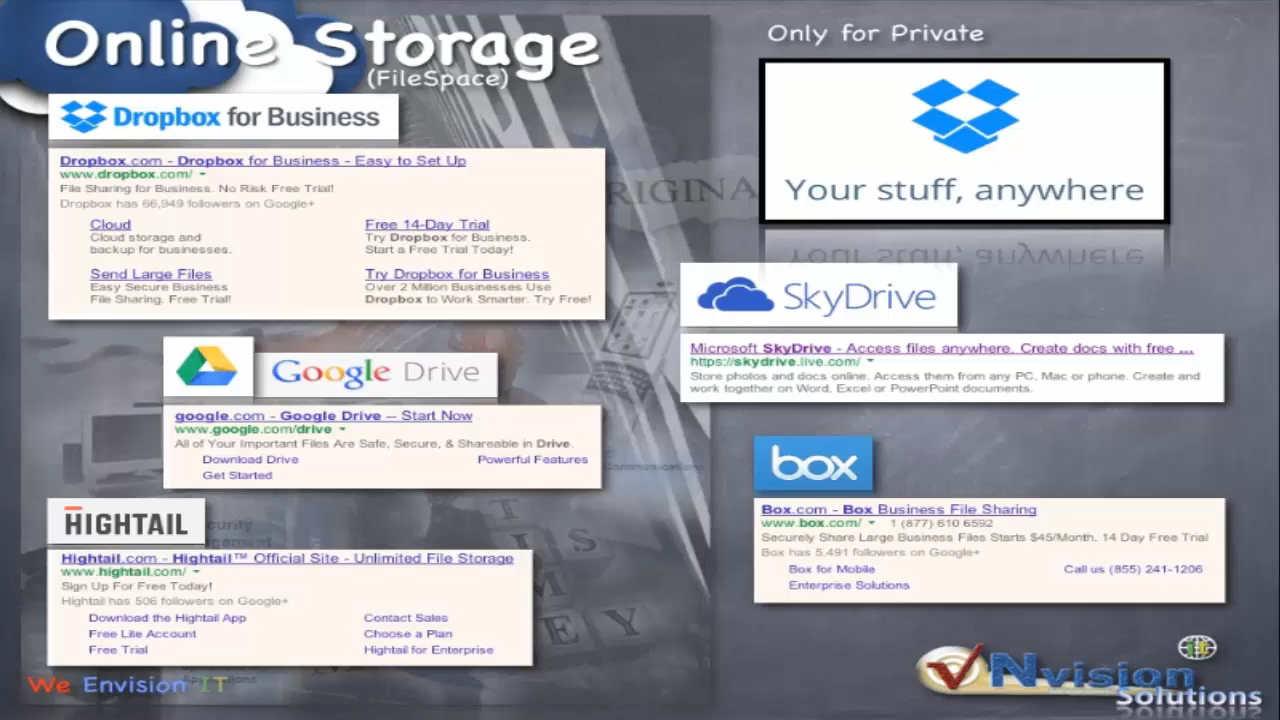 Online Storage
(FileSpace)
Only for Private
Dropbox for Business
Dropbox.com - Dropbox for Business - Easy to Set Up
www.dropbox.com/
File Sharing for Business. No Risk Free Trial!
Dropbox has 66,949 followers on Google+
Cloud
Cloud storage and
backup for businesses.
Free 14-Day Trial
Try Dropbox for Business.
Start a Free Trial Today!
Send Large Files
Easy Secure Business
File Sharing. Free Trial!
Try Dropbox for Business
Over 2 Million Businesses Use
Dropbox to Work Smarter. Try Free!
Your stuff, anywhere
SkyDrive
Microsoft SkyDrive - Access files anywhere. Create docs with free ...
https://skydrive.live.com/
Store photos and docs online. Access them from any PC, Mac or phone. Create and
work together on Word, Excel or PowerPoint documents.
Google Drive
google.com - Google Drive -- Start Now
www.google.com/drive
All of Your Important Files Are Safe, Secure, & Shareable in Drive.
Download Drive
Powerful Features
Get Started
box
Box.com - Box Business File Sharing
www.box.com/ 1 (877) 610 6592
Securely Share Large Business Files Starts $45/Month. 14 Day Free Trial
Box has 5,491 followers on Google+
Box for Mobile
Call us (855) 241-1206
Enterprise Solutions
HIGHTAIL
Hightail.com - Hightail™ Official Site - Unlimited File Storage
www.hightail.com/
Sign Up For Free Today!
Hightail has 506 followers on Google+
Download the Hightail App
Contact Sales
Free Lite Account
Choose a Plan
Free Trial
Hightail for Enterprise
We Envision IT
Nvision
Solutions